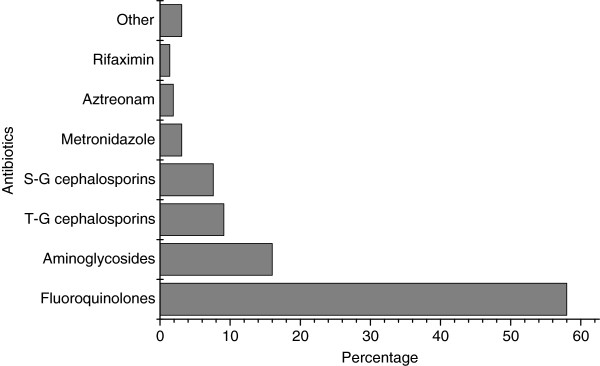 Antibiotics
Other
Rifaximin
Aztreonam
Metronidazole
S-G cephalosporins
T-G cephalosporins
Aminoglycosides
Fluoroquinolones
0 10 20 30 40 50 60
Percentage